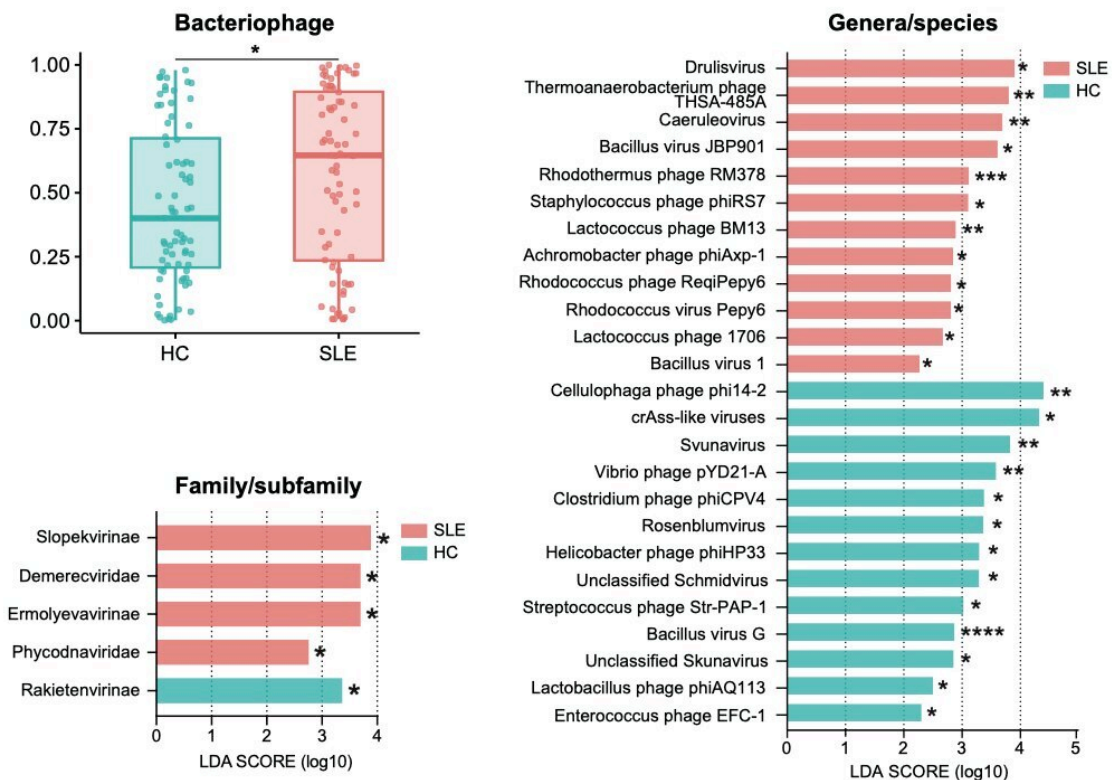 Bacteriophage
*
1.00
0.75
0.50
0.25
0.00
HC
SLE
Family/subfamily
SLE
HC
Slopekvirinae
*
Demerecviridae
*
Ermolyevavirinae
*
Phycodnaviridae
*
Rakietenvirinae
*
0 1 2 3 4
LDA SCORE (log10)
Genera/species
SLE
HC
Drulisvirus
*
Thermoanaerobacterium phage
THSA-485A
**
Caeruleovirus
**
Bacillus virus JBP901
*
Rhodothermus phage RM378
***
Staphylococcus phage phiRS7
*
Lactococcus phage BM13
**
Achromobacter phage phiAxp-1
*
Rhodococcus phage ReqiPepy6
*
Rhodococcus virus Pepy6
*
Lactococcus phage 1706
*
Bacillus virus 1
*
Cellulophaga phage phi14-2
**
crAss-like viruses
*
Svunavirus
**
Vibrio phage pYD21-A
**
Clostridium phage phiCPV4
*
Rosenblumvirus
*
Helicobacter phage phiHP33
*
Unclassified Schmidvirus
*
Streptococcus phage Str-PAP-1
*
Bacillus virus G
****
Unclassified Skunavirus
*
Lactobacillus phage phiAQ113
*
Enterococcus phage EFC-1
*
0 1 2 3 4 5
LDA SCORE (log10)